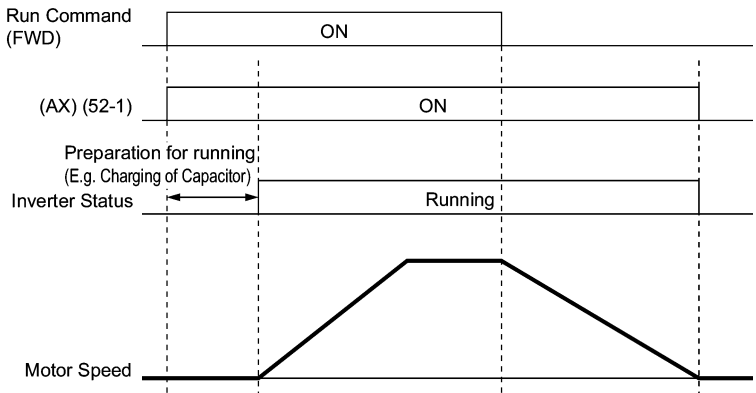 Run Command
(FWD)
ON
(AX) (52-1)
ON
Preparation for running
(E.g. Charging of Capacitor)
Inverter Status
Running
Motor Speed